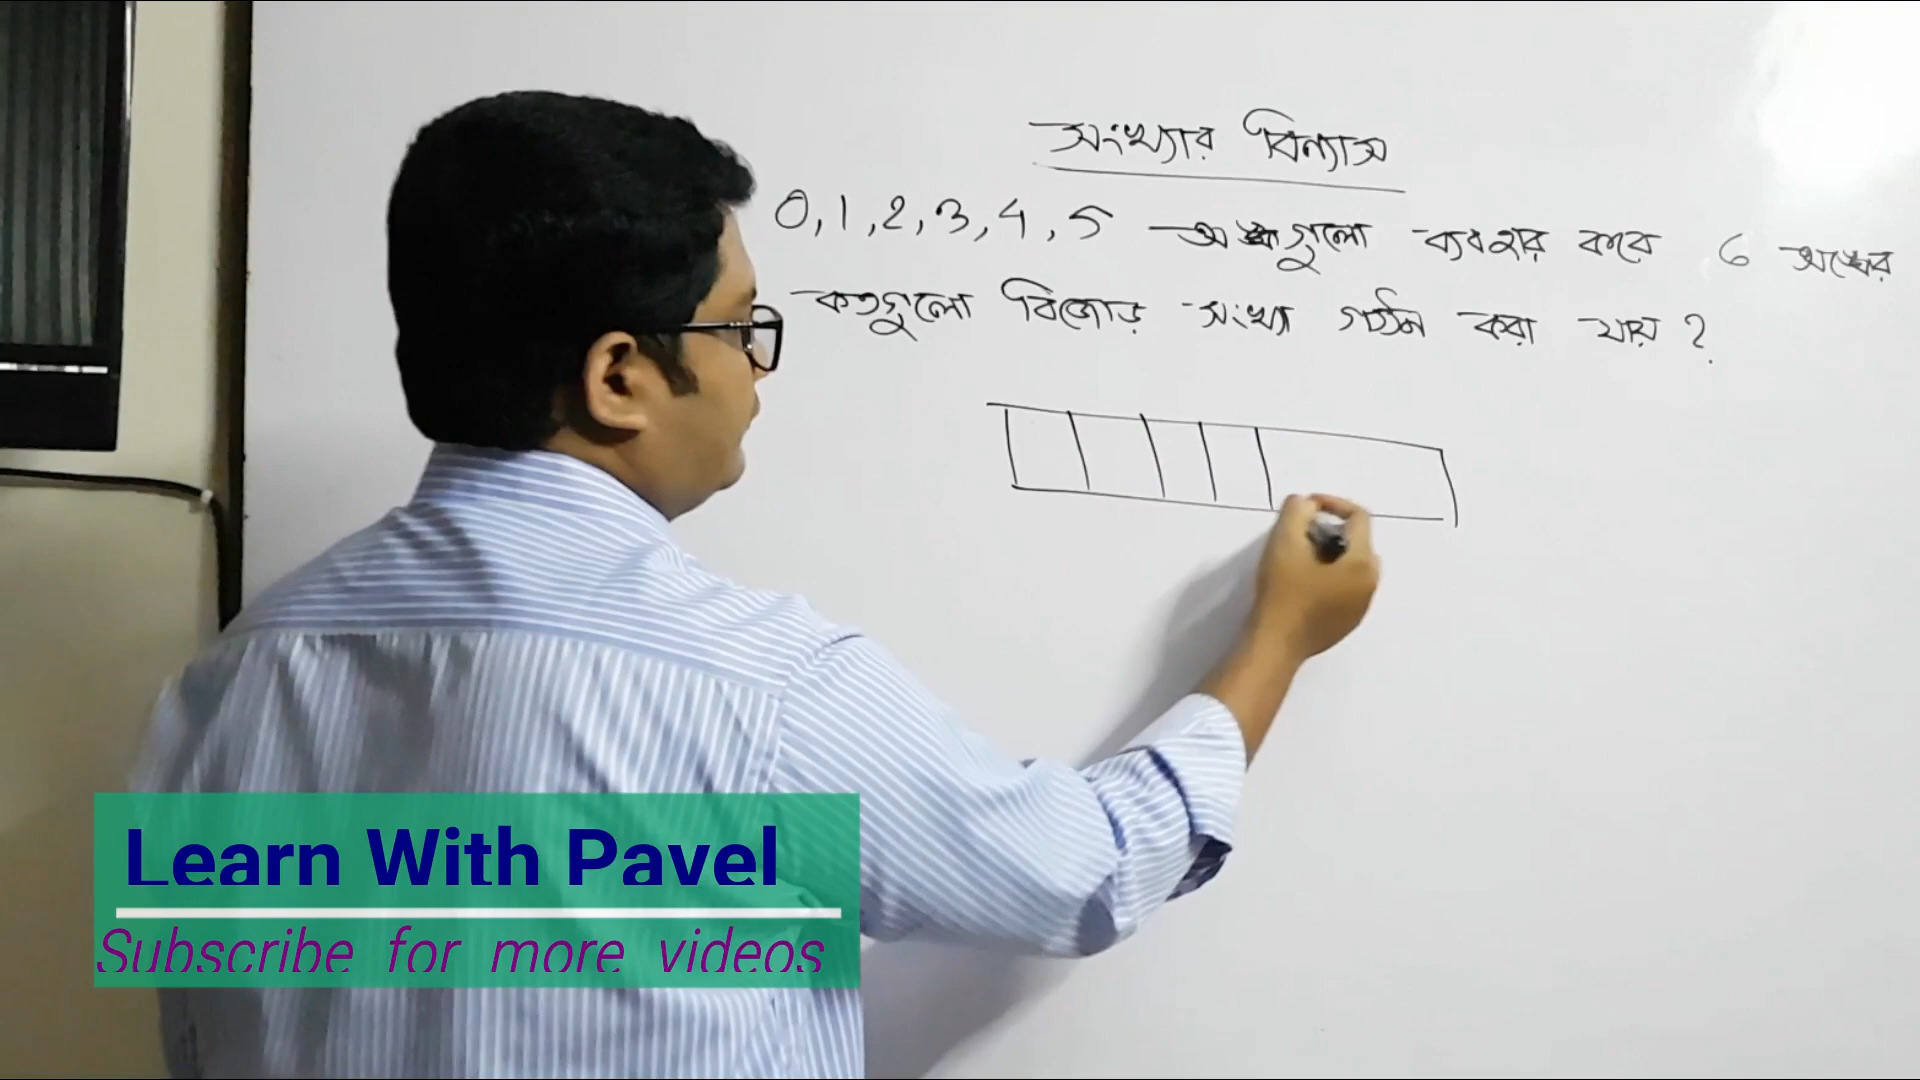 সংখ্যার বিন্যাস
0, 1, 2, 3, 4, 5 অঙ্কগুলো ব্যবহার করে 6 অঙ্কের
কতগুলো বিজোড় সংখ্যা গঠন করা যায় ?
Learn With Pavel
Subscribe for more videos